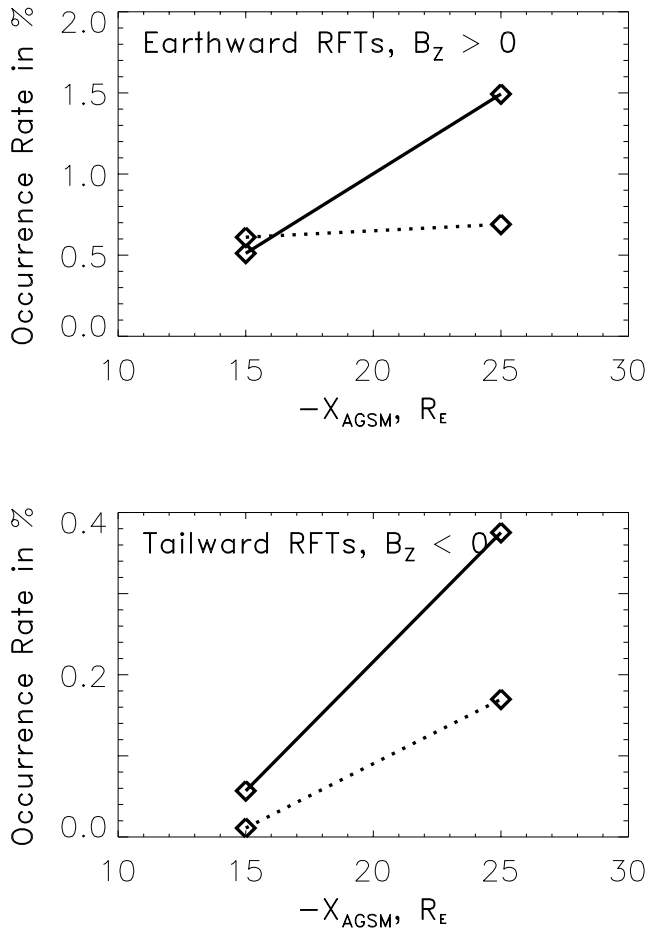 Earthward RFTs, B_Z > 0
Occurrence Rate in %
2.0
1.5
1.0
0.5
0.0
10 15 20 25 30
−X_AGSM, R_E
Tailward RFTs, B_Z < 0
Occurrence Rate in %
0.4
0.2
0.0
10 15 20 25 30
−X_AGSM, R_E